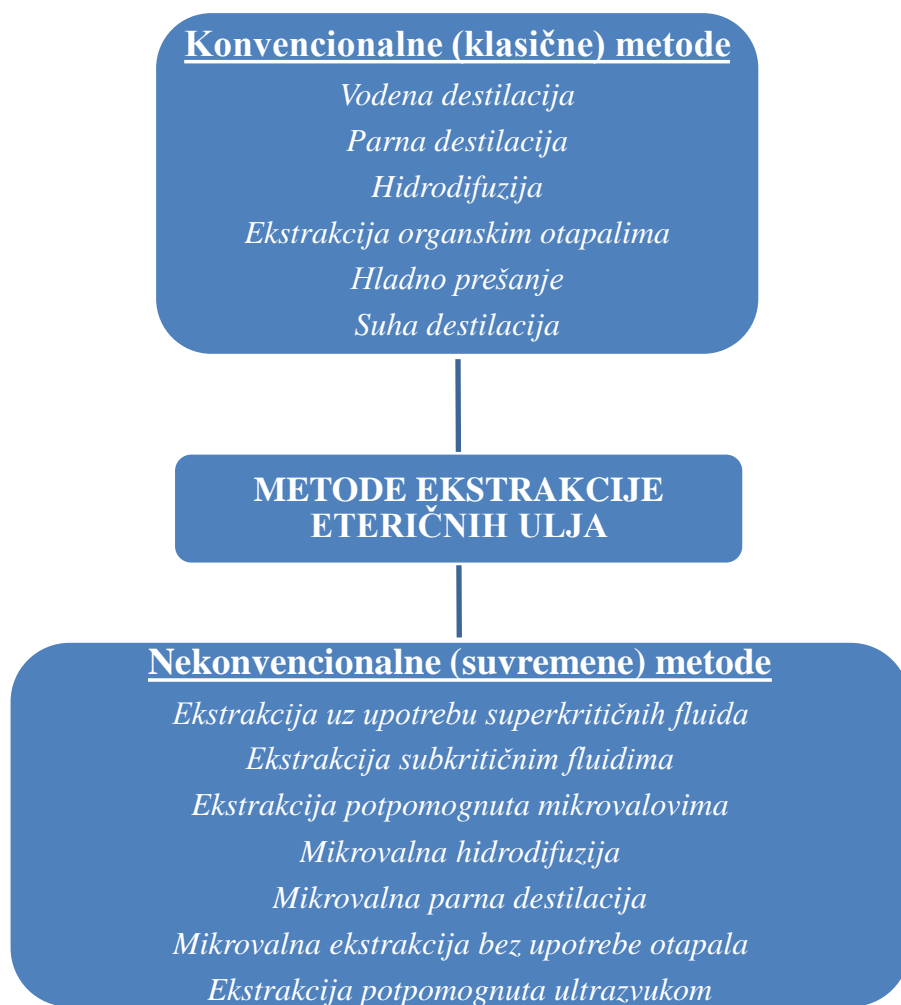 Konvencionalne (klasične) metode
Vodena destilacija
Parna destilacija
Hidrodifuzija
Ekstrakcija organskim otapalima
Hladno prešanje
Suha destilacija
METODE EKSTRAKCIJE
ETERIČNIH ULJA
Nekonvencionalne (suvremene) metode
Ekstrakcija uz upotrebu superkritičnih fluida
Ekstrakcija subkritičnim fluidima
Ekstrakcija potpomognuta mikrovalovima
Mikrovalna hidrodifuzija
Mikrovalna parna destilacija
Mikrovalna ekstrakcija bez upotrebe otapala
Ekstrakcija potpomognuta ultrazvukom